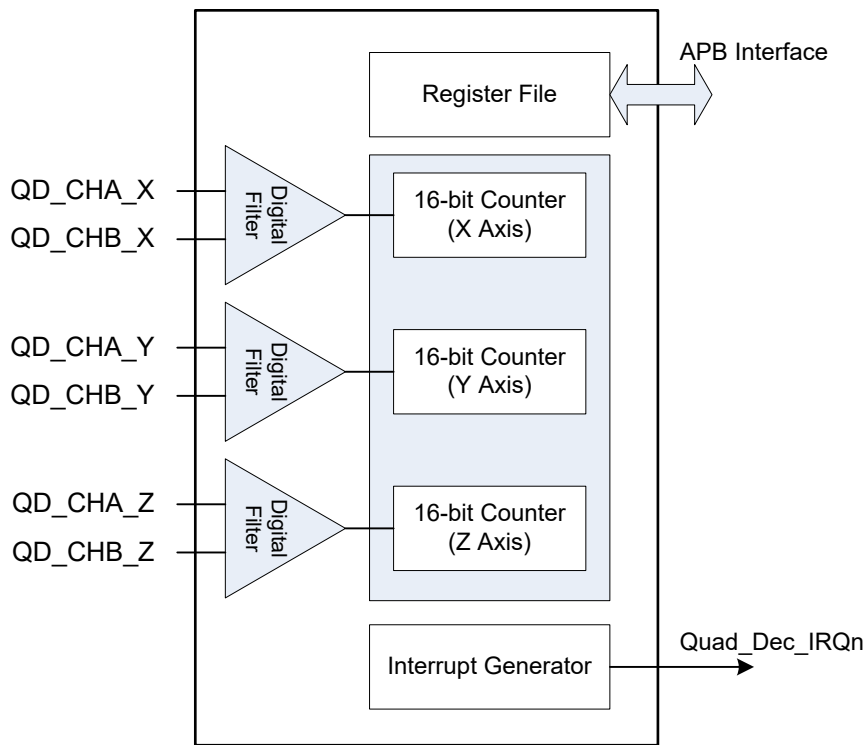 APB Interface
Register File
QD_CHA_X
QD_CHB_X
Digital
Filter
16-bit Counter
(X Axis)
QD_CHA_Y
QD_CHB_Y
Digital
Filter
16-bit Counter
(Y Axis)
QD_CHA_Z
QD_CHB_Z
Digital
Filter
16-bit Counter
(Z Axis)
Interrupt Generator
Quad_Dec_IRQn